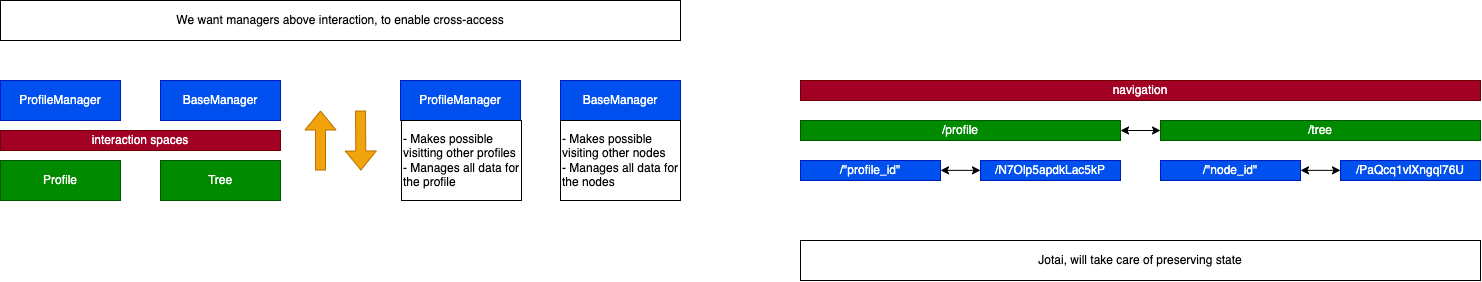 We want managers above interaction, to enable cross-access
ProfileManager
BaseManager
interaction spaces
Profile
Tree
ProfileManager
- Makes possible
visitting other profiles
- Manages all data for
the profile
BaseManager
- Makes possible
visiting other nodes
- Manages all data for
the nodes
navigation
/profile
/tree
/"profile_id"
/N7Olp5apdkLac5kP
/"node_id"
/PaQcq1vlXngql76U
Jotai, will take care of preserving state